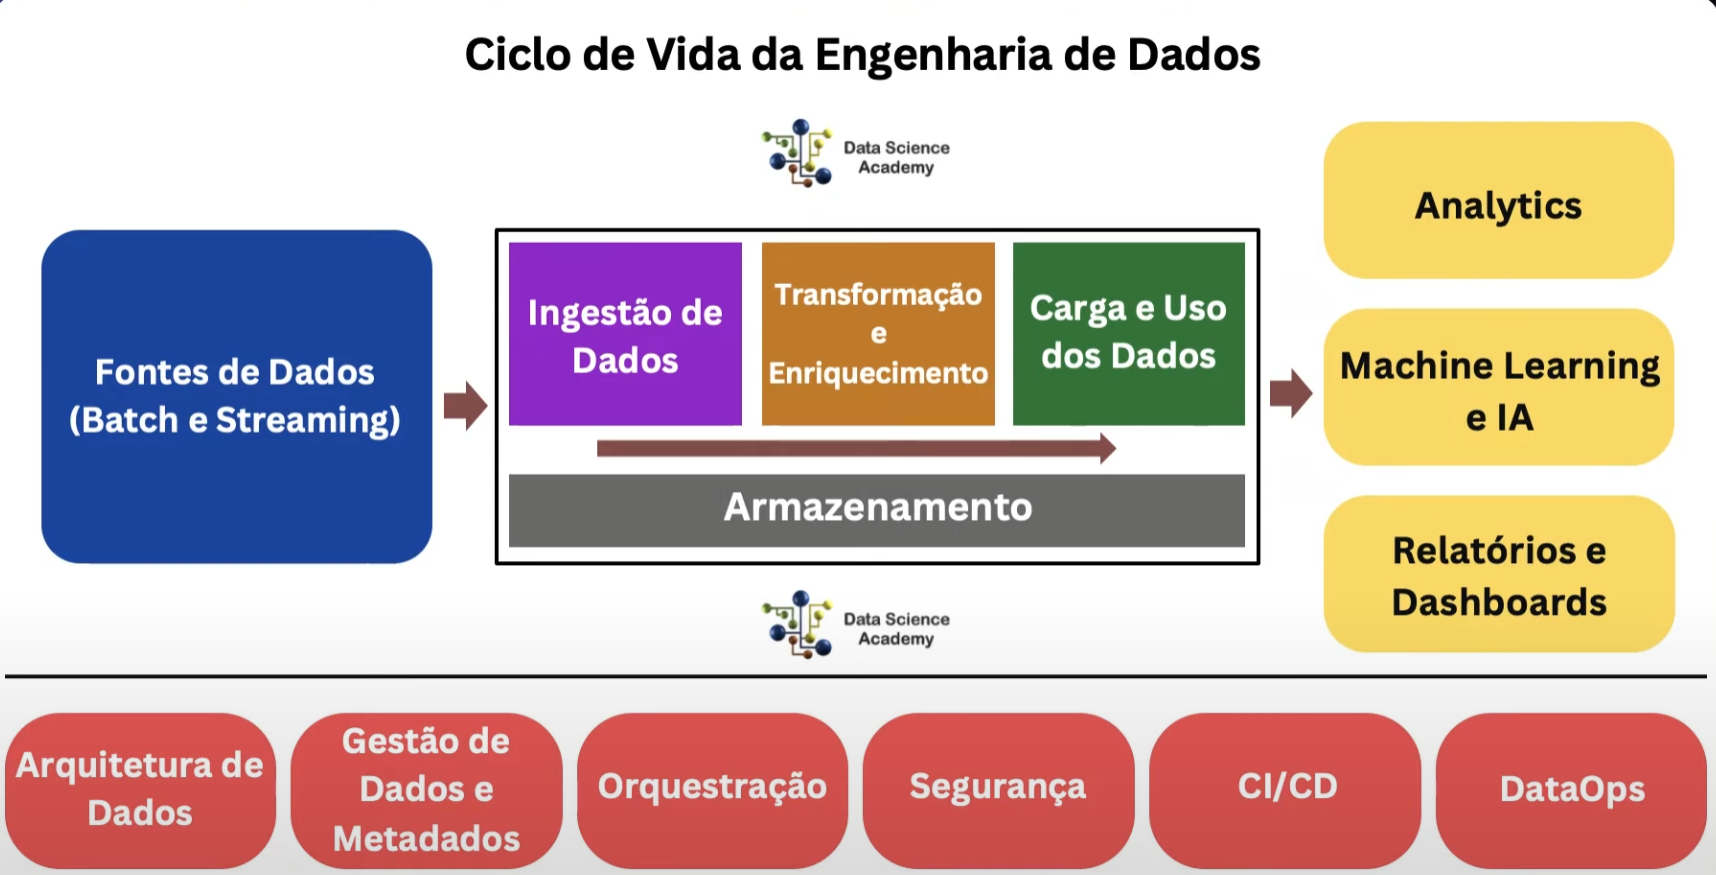 Ciclo de Vida da Engenharia de Dados
Data Science
Academy
Fontes de Dados
(Batch e Streaming)
Ingestão de
Dados
Transformação
e
Enriquecimento
Carga e Uso
dos Dados
Armazenamento
Analytics
Machine Learning
e IA
Relatórios e
Dashboards
Data Science
Academy
Arquitetura de
Dados
Gestão de
Dados e
Metadados
Orquestração
Segurança
CI/CD
DataOps